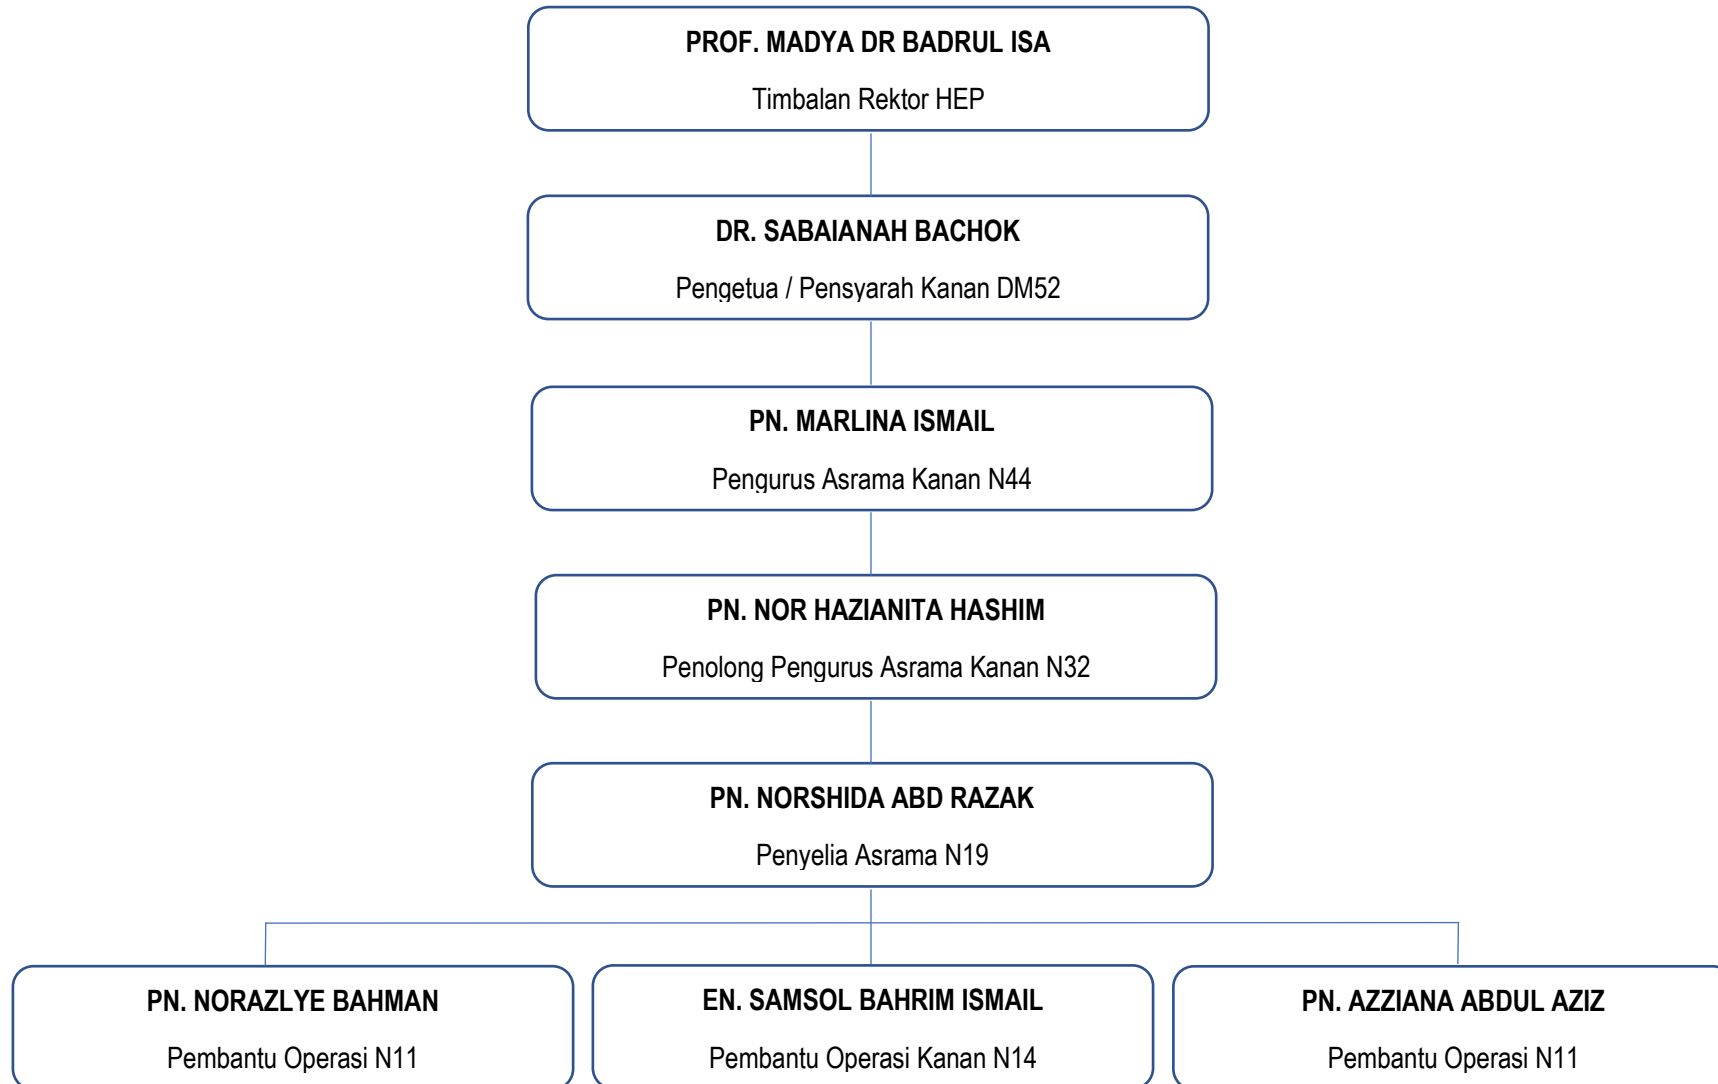 PROF. MADYA DR BADRUL ISA
Timbalan Rektor HEP
DR. SABAIANAH BACHOK
Pengetua / Pensyarah Kanan DM52
PN. MARLINA ISMAIL
Pengurus Asrama Kanan N44
PN. NOR HAZIANITA HASHIM
Penolong Pengurus Asrama Kanan N32
PN. NORSHIDA ABD RAZAK
Penyelia Asrama N19
PN. NORAZLYE BAHMAN
Pembantu Operasi N11
EN. SAMSOL BAHRIM ISMAIL
Pembantu Operasi Kanan N14
PN. AZZIANA ABDUL AZIZ
Pembantu Operasi N11